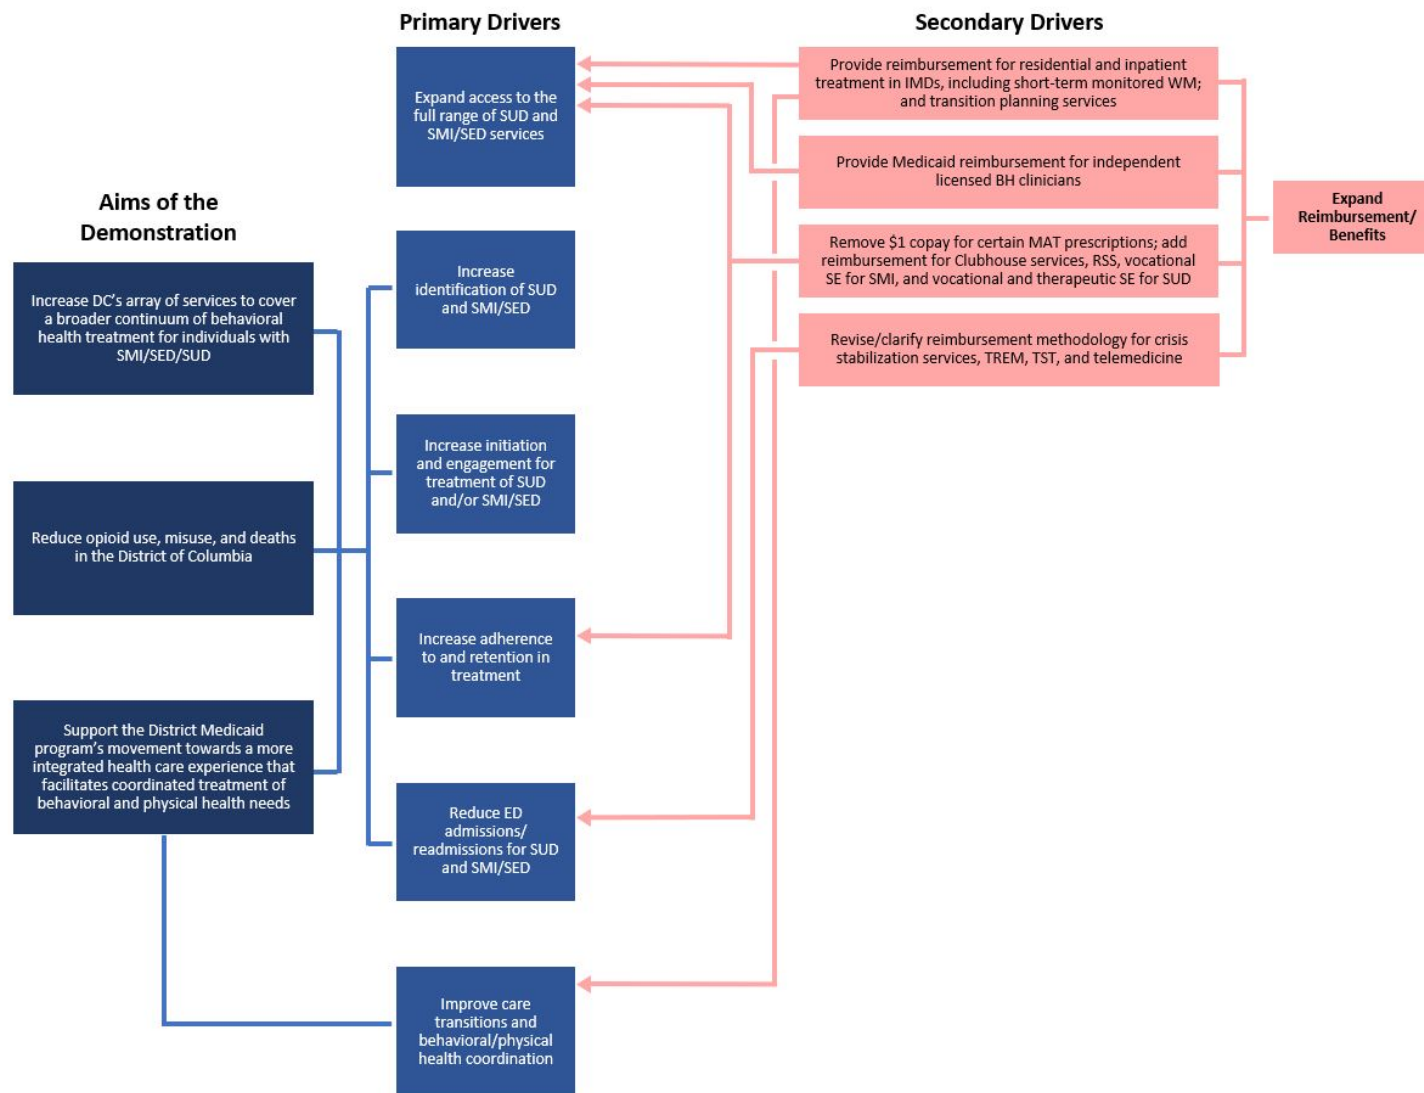 Primary Drivers
Secondary Drivers
Expand access to the
full range of SUD and
SMI/SED services
Provide reimbursement for residential and inpatient
treatment in IMDs, including short-term monitored WM;
and transition planning services
Provide Medicaid reimbursement for independent
licensed BH clinicians
Expand
Reimbursement/
Benefits
Aims of the
Demonstration
Remove $1 copay for certain MAT prescriptions; add
reimbursement for Clubhouse services, RSS, vocational
SE for SMI, and vocational and therapeutic SE for SUD
Increase
identification of SUD
and SMI/SED
Increase DC’s array of services to cover
a broader continuum of behavioral
health treatment for individuals with
SMI/SED/SUD
Revise/clarify reimbursement methodology for crisis
stabilization services, TREM, TST, and telemedicine
Increase initiation
and engagement for
treatment of SUD
and/or SMI/SED
Reduce opioid use, misuse, and deaths
in the District of Columbia
Increase adherence
to and retention in
treatment
Support the District Medicaid
program’s movement towards a more
integrated health care experience that
facilitates coordinated treatment of
behavioral and physical health needs
Reduce ED
admissions/
readmissions for SUD
and SMI/SED
Improve care
transitions and
behavioral/physical
health coordination